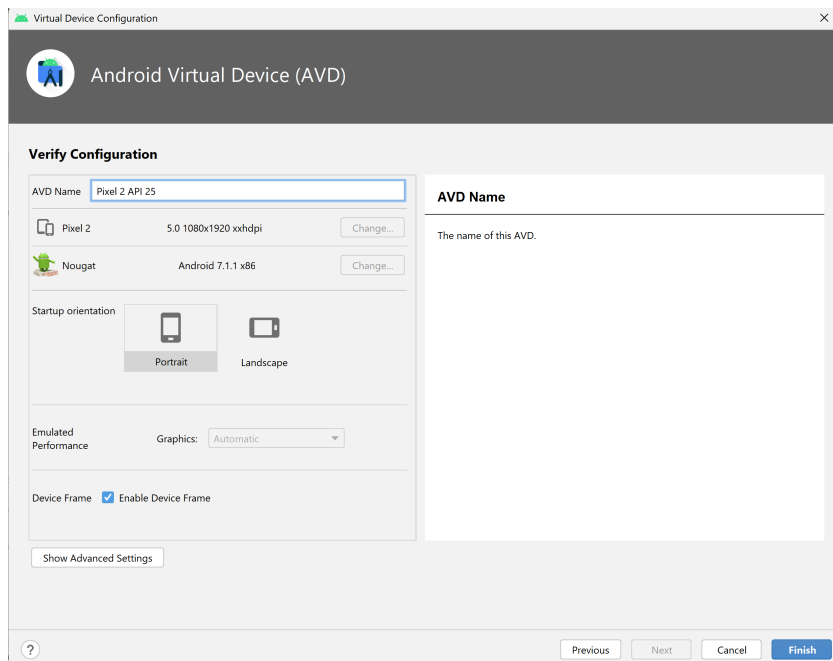 Virtual Device Configuration
Android Virtual Device (AVD)
Verify Configuration
AVD Name Pixel 2 API 25
Pixel 2 5.0 1080x1920 xxhdpi Change...
Nougat Android 7.1.1 x86 Change...
Startup orientation
Portrait
Landscape
Emulated
Performance
Graphics: Automatic
Device Frame Enable Device Frame
Show Advanced Settings
AVD Name
The name of this AVD.
?
Previous Next Cancel Finish